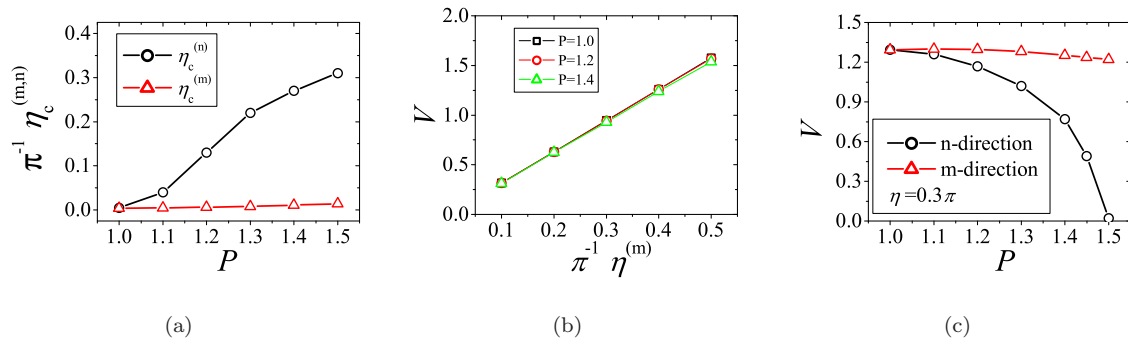 π⁻¹ η_c^(m,n)
0.3
0.2
0.1
0.0
η_c^(n)
η_c^(m)
1.0 1.1 1.2 1.3 1.4 1.5
P
V
2.0
1.5
1.0
0.5
0.0
P=1.0
P=1.2
P=1.4
0.1 0.2 0.3 0.4 0.5
π⁻¹ η^(m)
V
1.5
1.2
0.9
0.6
0.3
0.0
n-direction
m-direction
η =0.3π
1.0 1.1 1.2 1.3 1.4 1.5
P
(a) (b) (c)